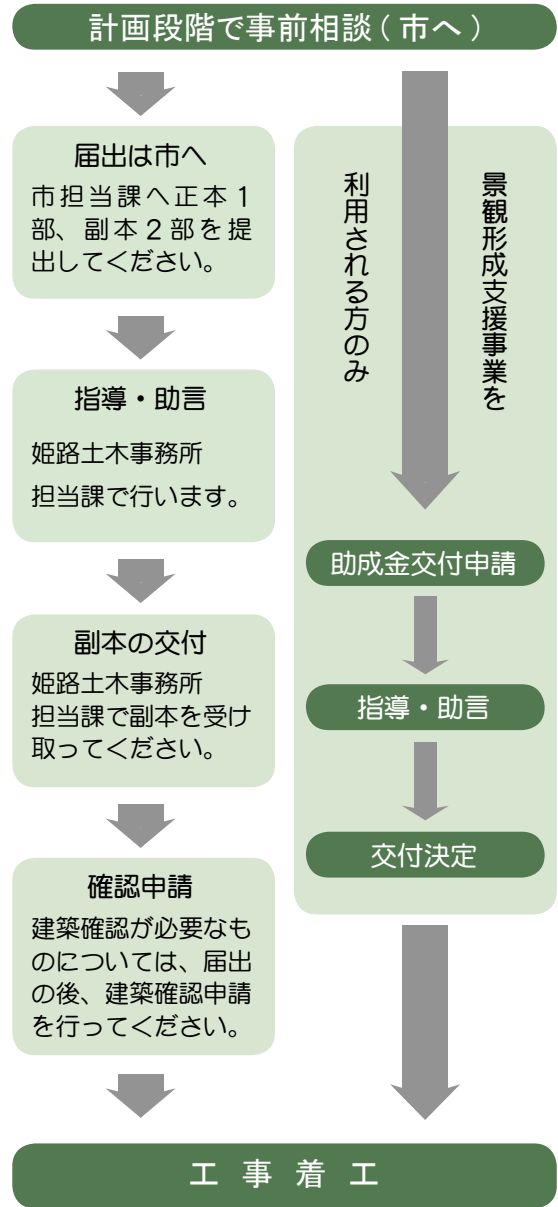 計画段階で事前相談(市へ)
届出は市へ
市担当課へ正本1
部、副本2部を提
出してください。
指導・助言
姫路土木事務所
担当課で行います。
副本の交付
姫路土木事務所
担当課で副本を受け
取ってください。
確認申請
建築確認が必要なも
のについては、届出
の後、建築確認申請
を行ってください。
景観形成支援事業を
利用される方のみ
助成金交付申請
指導・助言
交付決定
工事着工